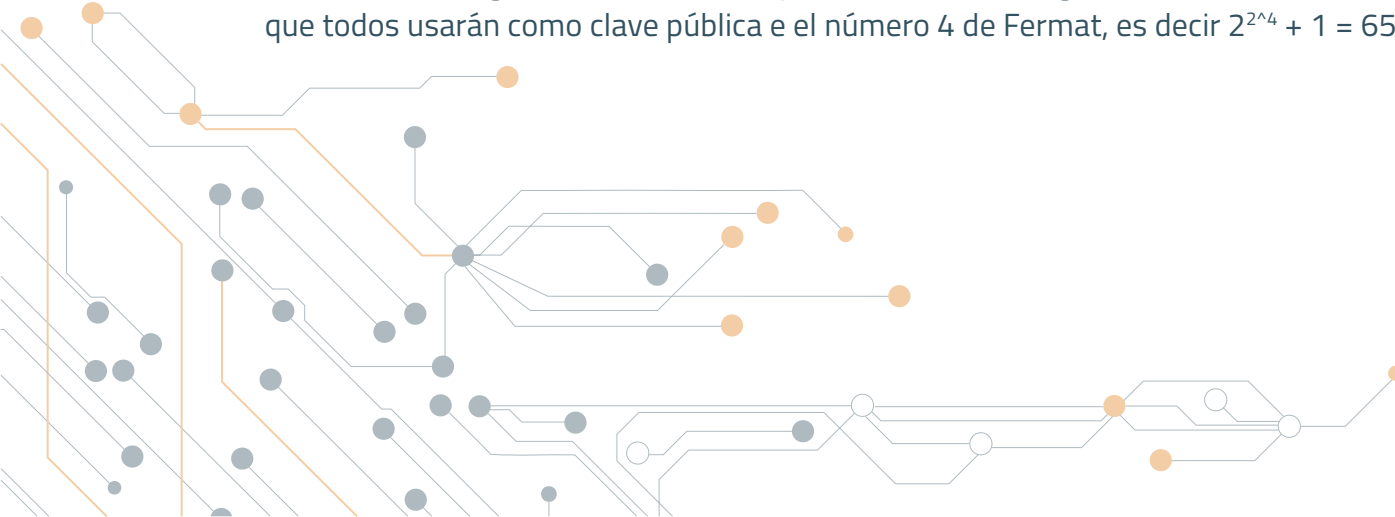 que todos usarán como clave pública e el número 4 de Fermat, es decir 2^2^4 + 1 = 65